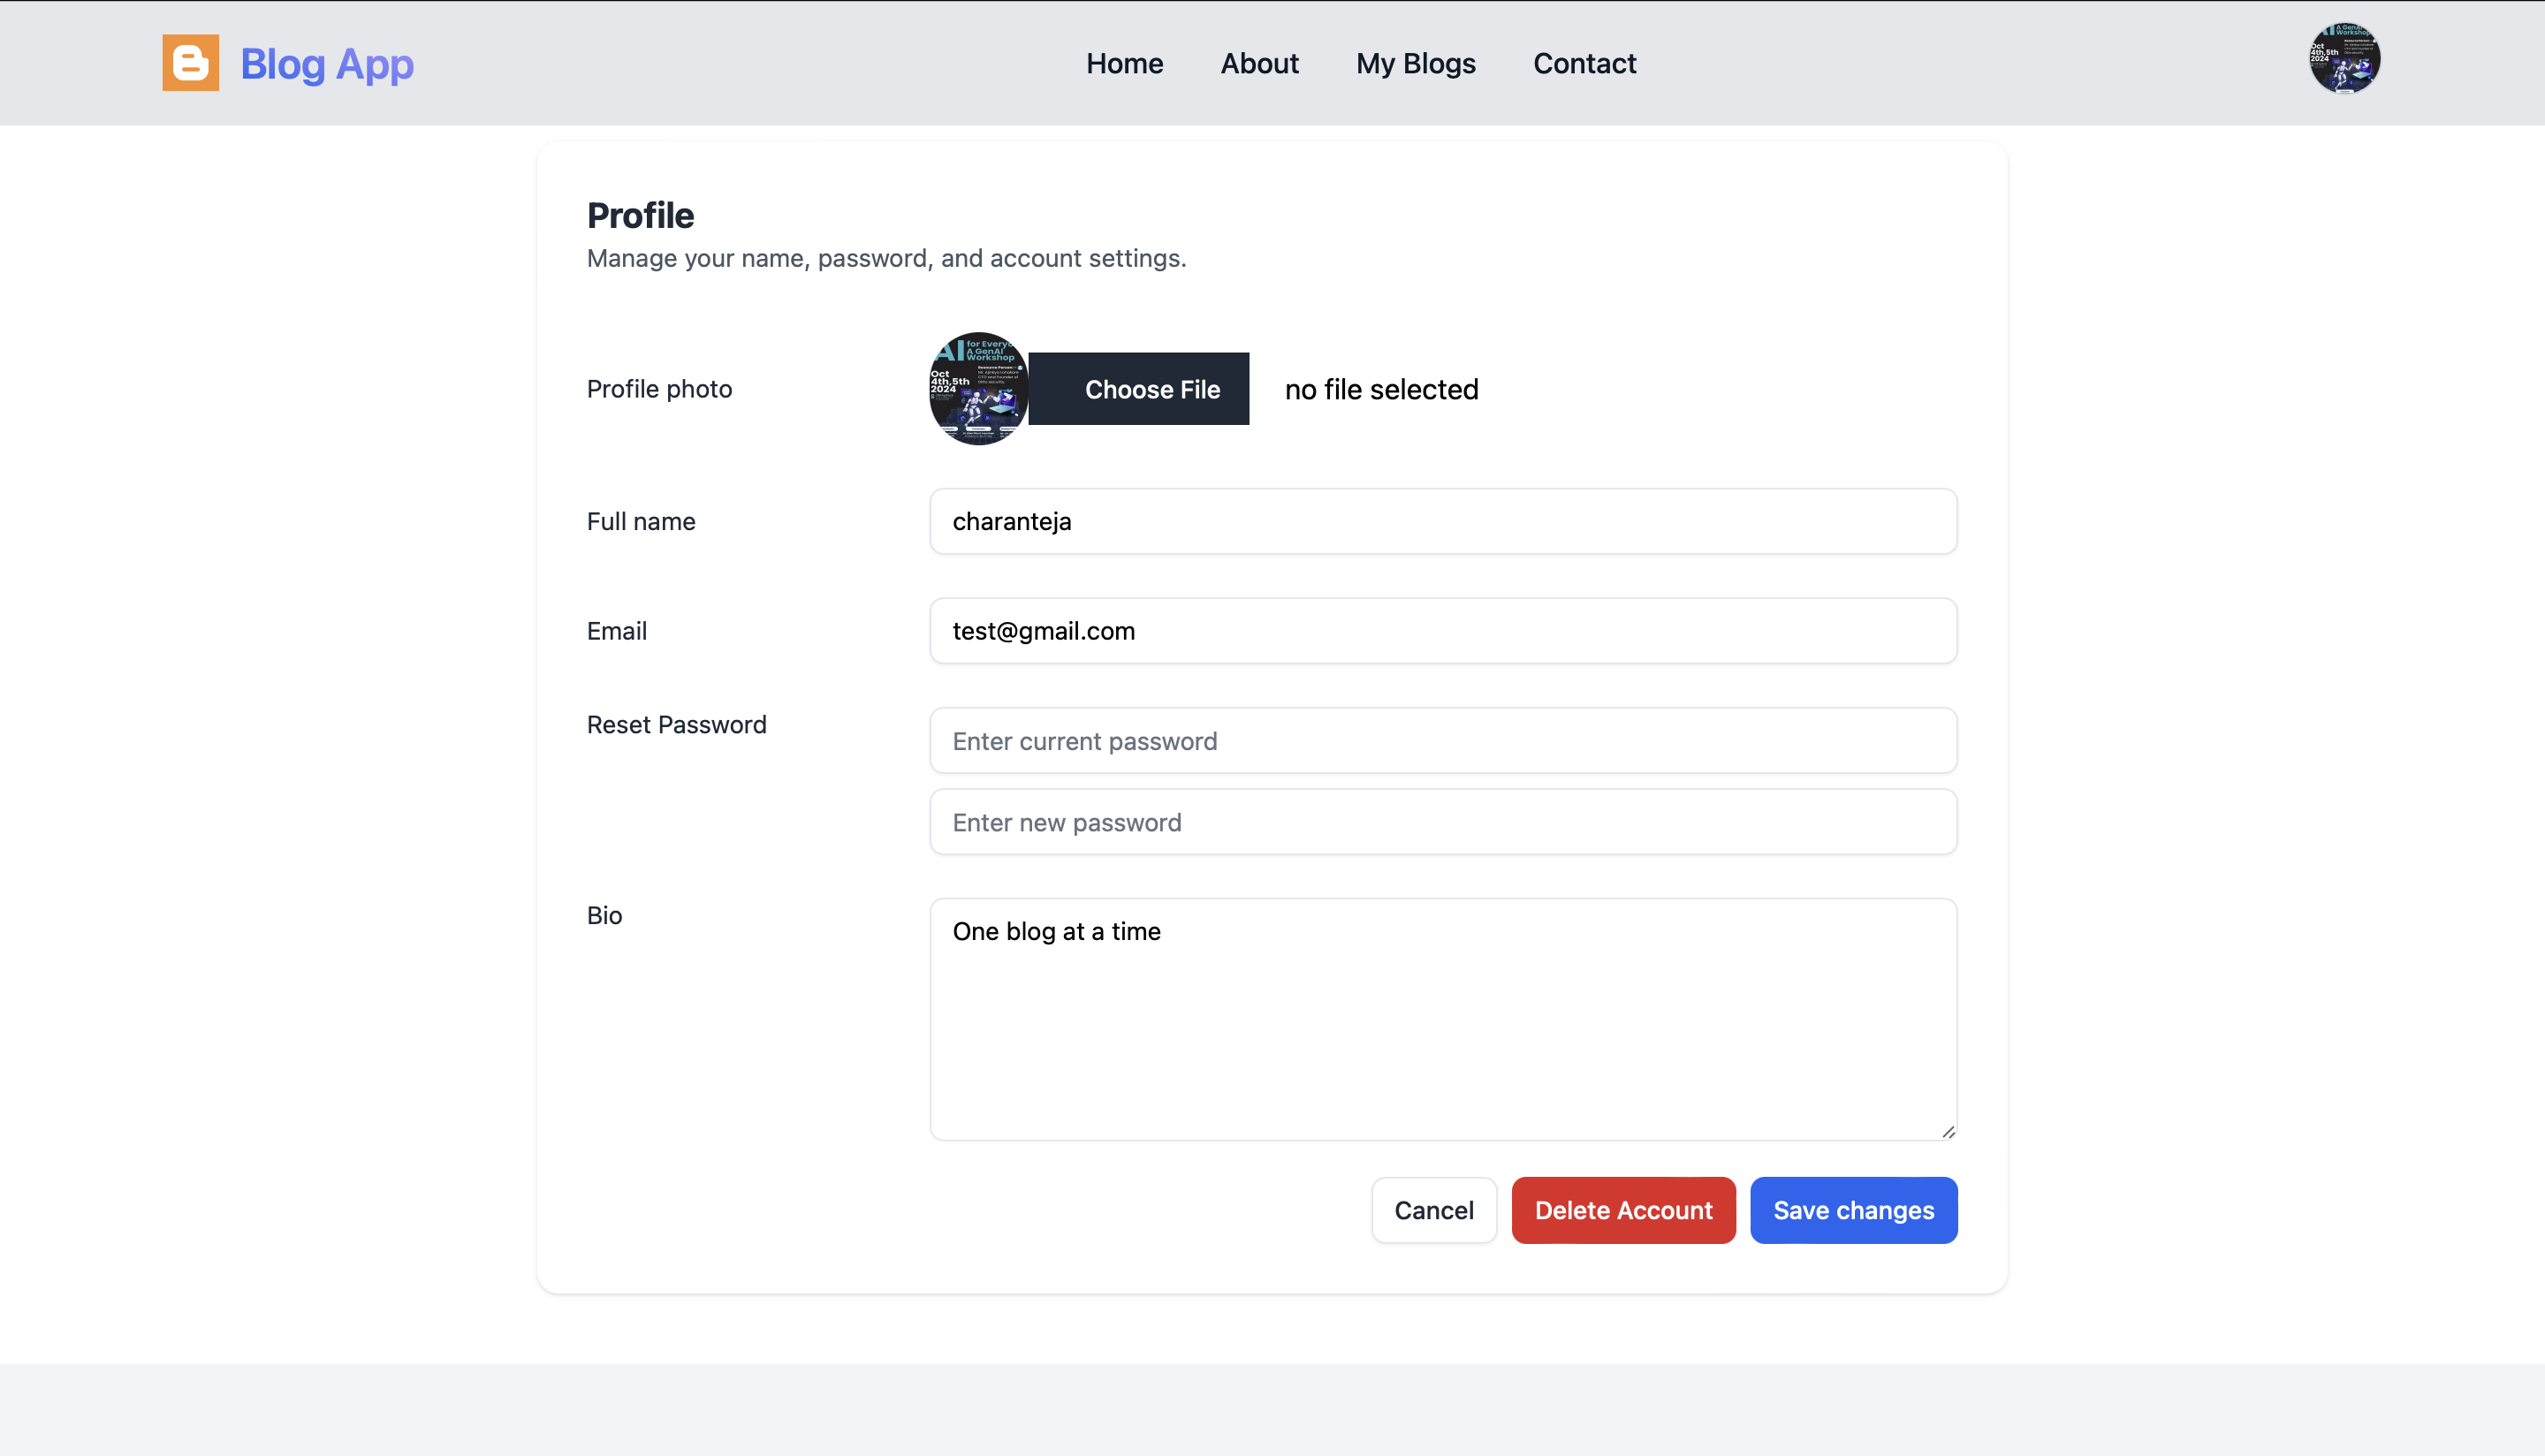 Blog App
Home
About
My Blogs
Contact
Profile
Manage your name, password, and account settings.
Profile photo
AI for Everyo
A GenAI
Workshop
Oct
4th,5th
2024
Choose File
no file selected
Full name
charanteja
Email
test@gmail.com
Reset Password
Enter current password
Enter new password
Bio
One blog at a time
Cancel
Delete Account
Save changes